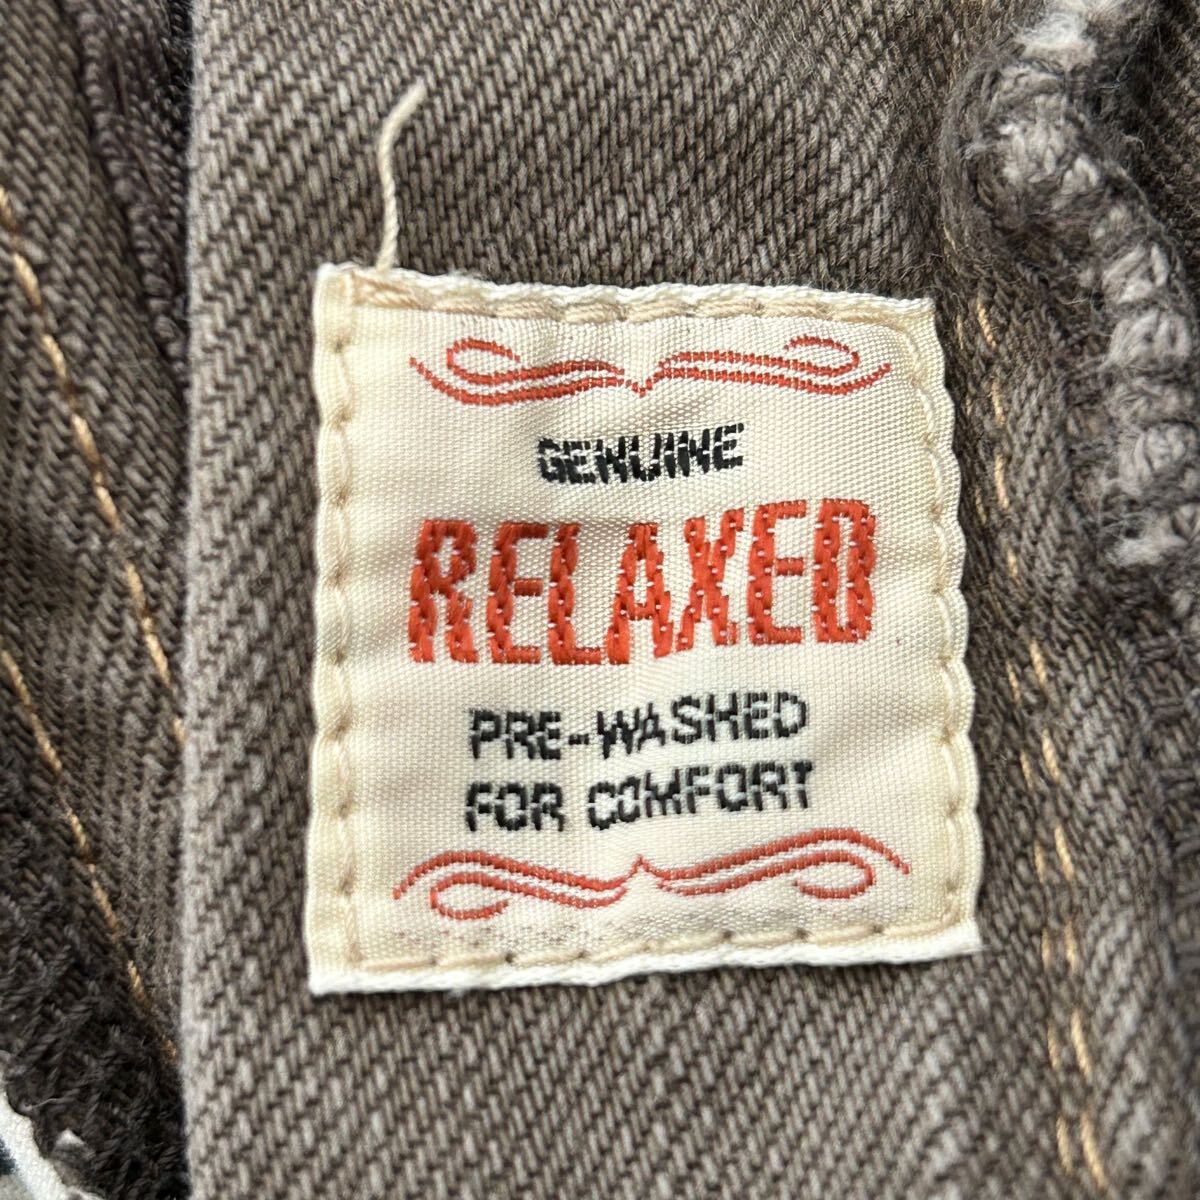 GENUINE
RELAXED
PRE-WASHED
FOR COMFORT